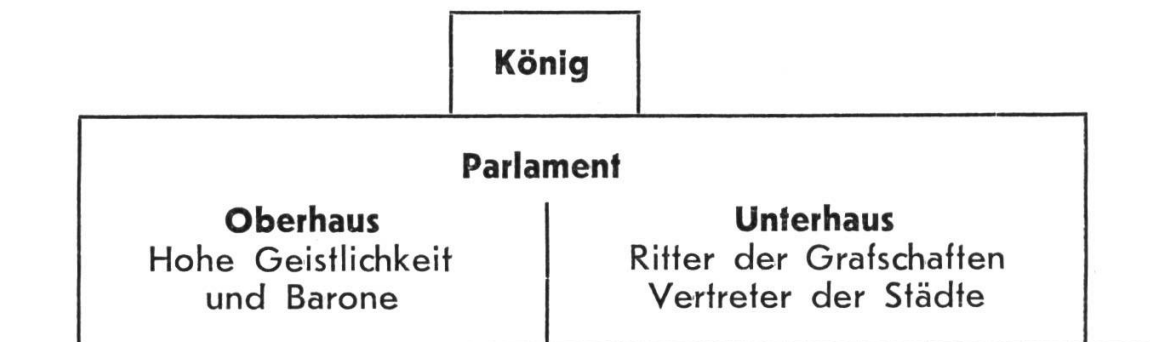 König
Parlament
Oberhaus
Hohe Geistlichkeit
und Barone
Unterhaus
Ritter der Grafschaften
Vertreter der Städte